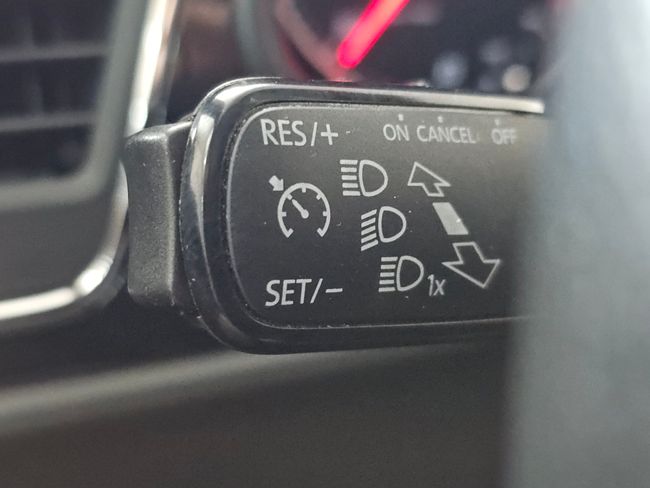 RES/+
ON CANCEL OFF
SET/−
1x